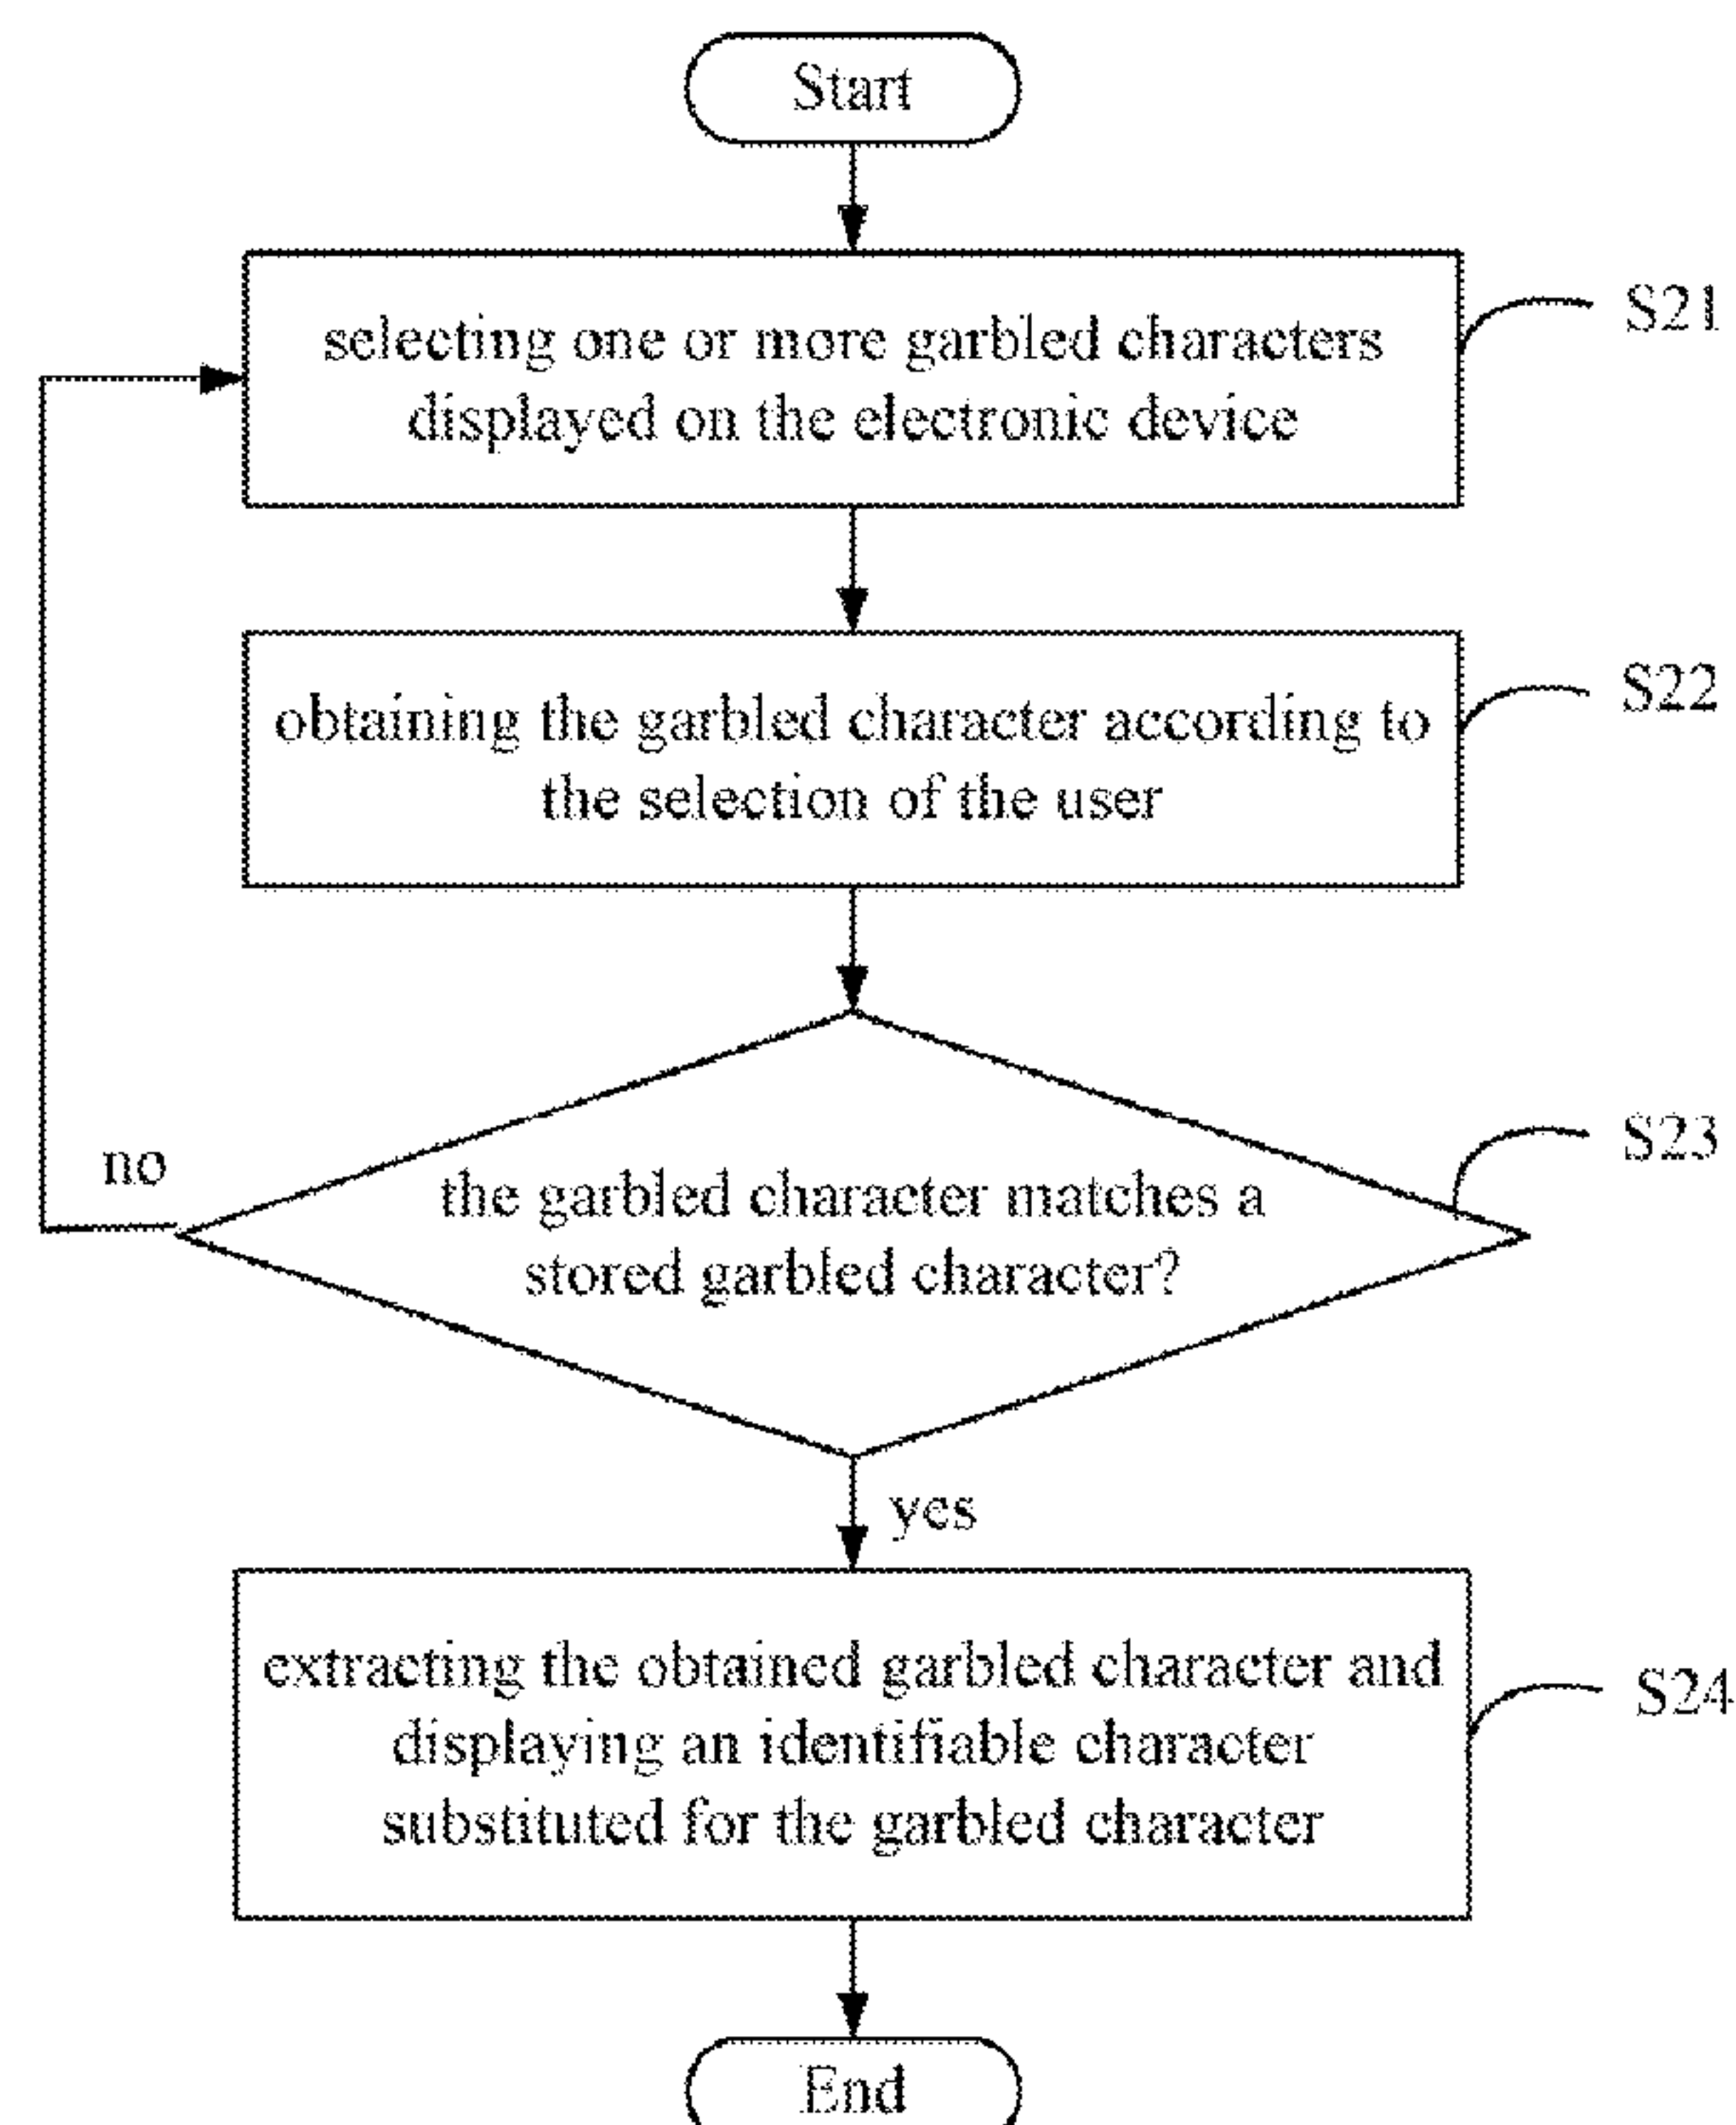 Start
selecting one or more garbled characters
displayed on the electronic device
S21
obtaining the garbled character according to
the selection of the user
S22
the garbled character matches a
stored garbled character?
S23
no
yes
extracting the obtained garbled character and
displaying an identifiable character
substituted for the garbled character
S24
End